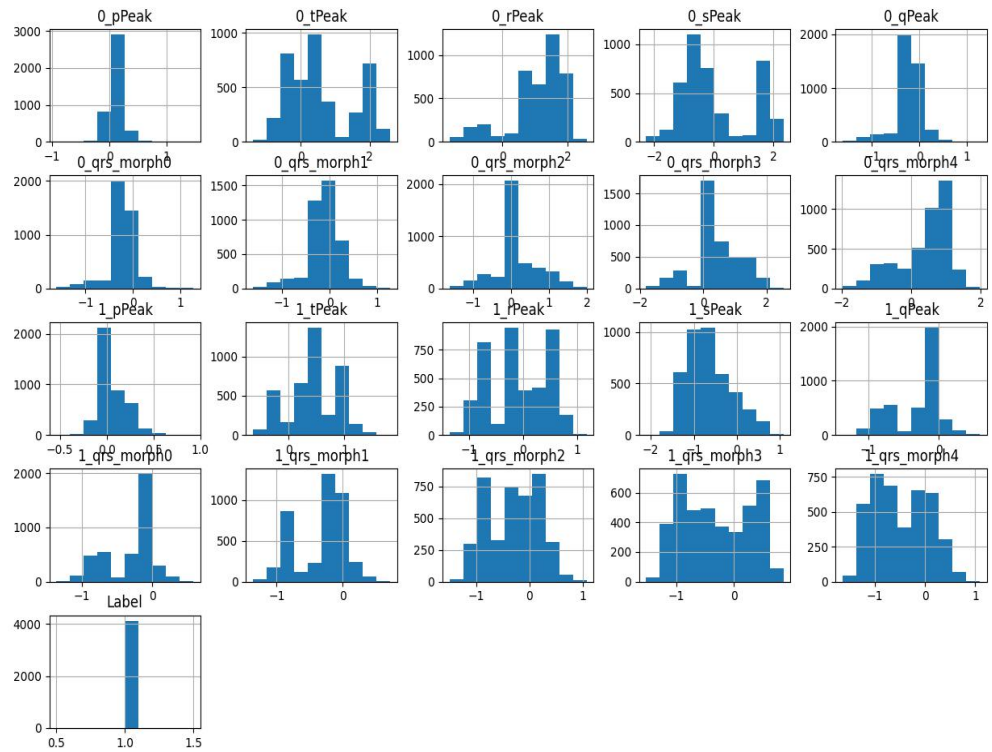 0_pPeak 0_tPeak 0_rPeak 0_sPeak 0_qPeak
3000 1000 1000
2000 1000 1500
2000 750 1000
1000 500 500 500 1000 500
250
0 0 0 0 0
-1 0 1 0 2 0 2 -2 0 2 -1 0 1
0_qrs_morph0 0_qrs_morph1 0_qrs_morph2 0_qrs_morph3 0_qrs_morph4
2000 1500 2000 1500
1000 1000 1000 1000 1000
500 500 500
0 0 0 0 0
-1 0 1 -1 0 1 -1 0 1 2 0 2 -2 0 2
1_pPeak 1_tPeak 1_rPeak 1_sPeak 1_qPeak
2000 1000 750 1000 2000
1000 500 500 500 1000
250
0 0 0 0 0
-0.5 0.0 0.5 1.0 0 1 -1 0 1 -2 -1 0 1 -1 0
1_qrs_morph0 1_qrs_morph1 1_qrs_morph2 1_qrs_morph3 1_qrs_morph4
2000 1000 750 600 750
1000 500 500 400 500
250 200 250
0 0 0 0 0
-1 0 -1 0 -1 0 1 -1 0 -1 0 1
Label
4000
2000
0
0.5 1.0 1.5